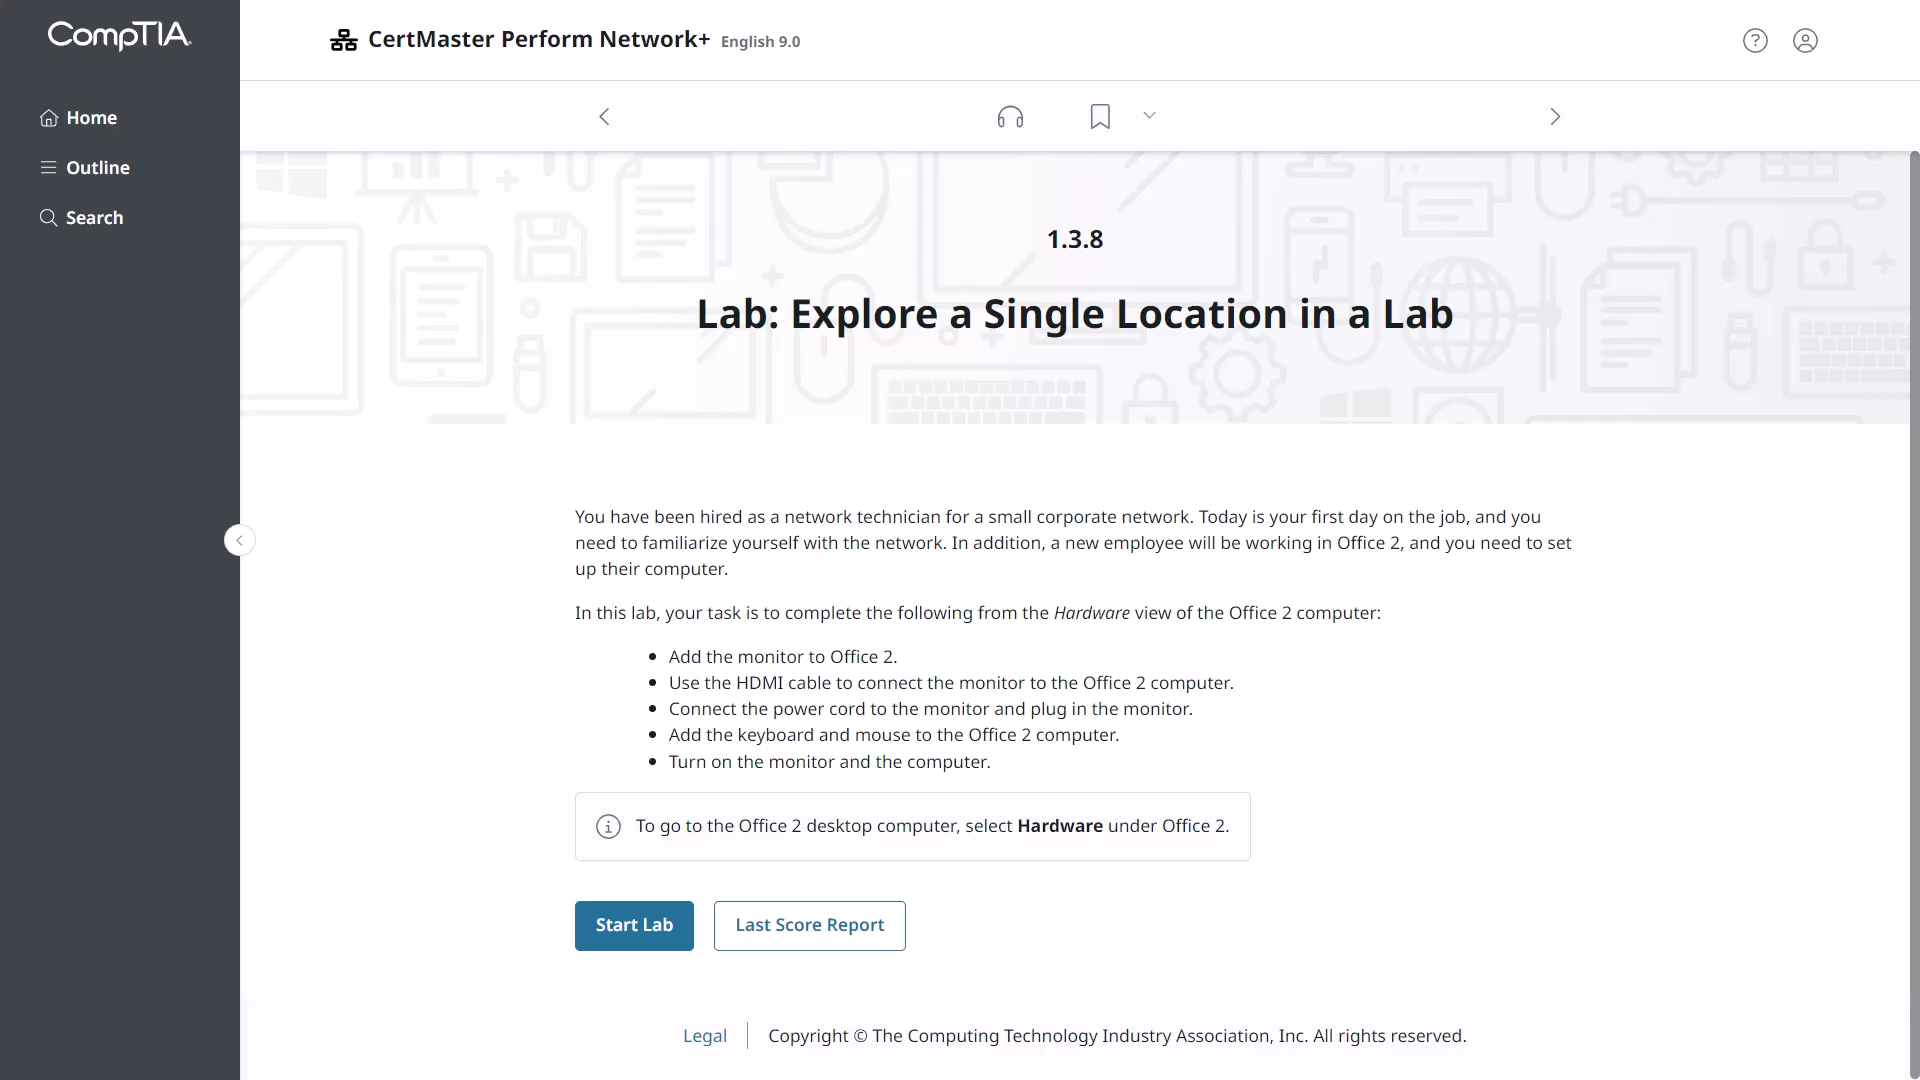 CompTIA.
CertMaster Perform Network+ English 9.0
Home
Outline
Search
1.3.8
Lab: Explore a Single Location in a Lab
You have been hired as a network technician for a small corporate network. Today is your first day on the job, and you
need to familiarize yourself with the network. In addition, a new employee will be working in Office 2, and you need to set
up their computer.
In this lab, your task is to complete the following from the Hardware view of the Office 2 computer:
• Add the monitor to Office 2.
• Use the HDMI cable to connect the monitor to the Office 2 computer.
• Connect the power cord to the monitor and plug in the monitor.
• Add the keyboard and mouse to the Office 2 computer.
• Turn on the monitor and the computer.
To go to the Office 2 desktop computer, select Hardware under Office 2.
Start Lab
Last Score Report
Legal
Copyright © The Computing Technology Industry Association, Inc. All rights reserved.